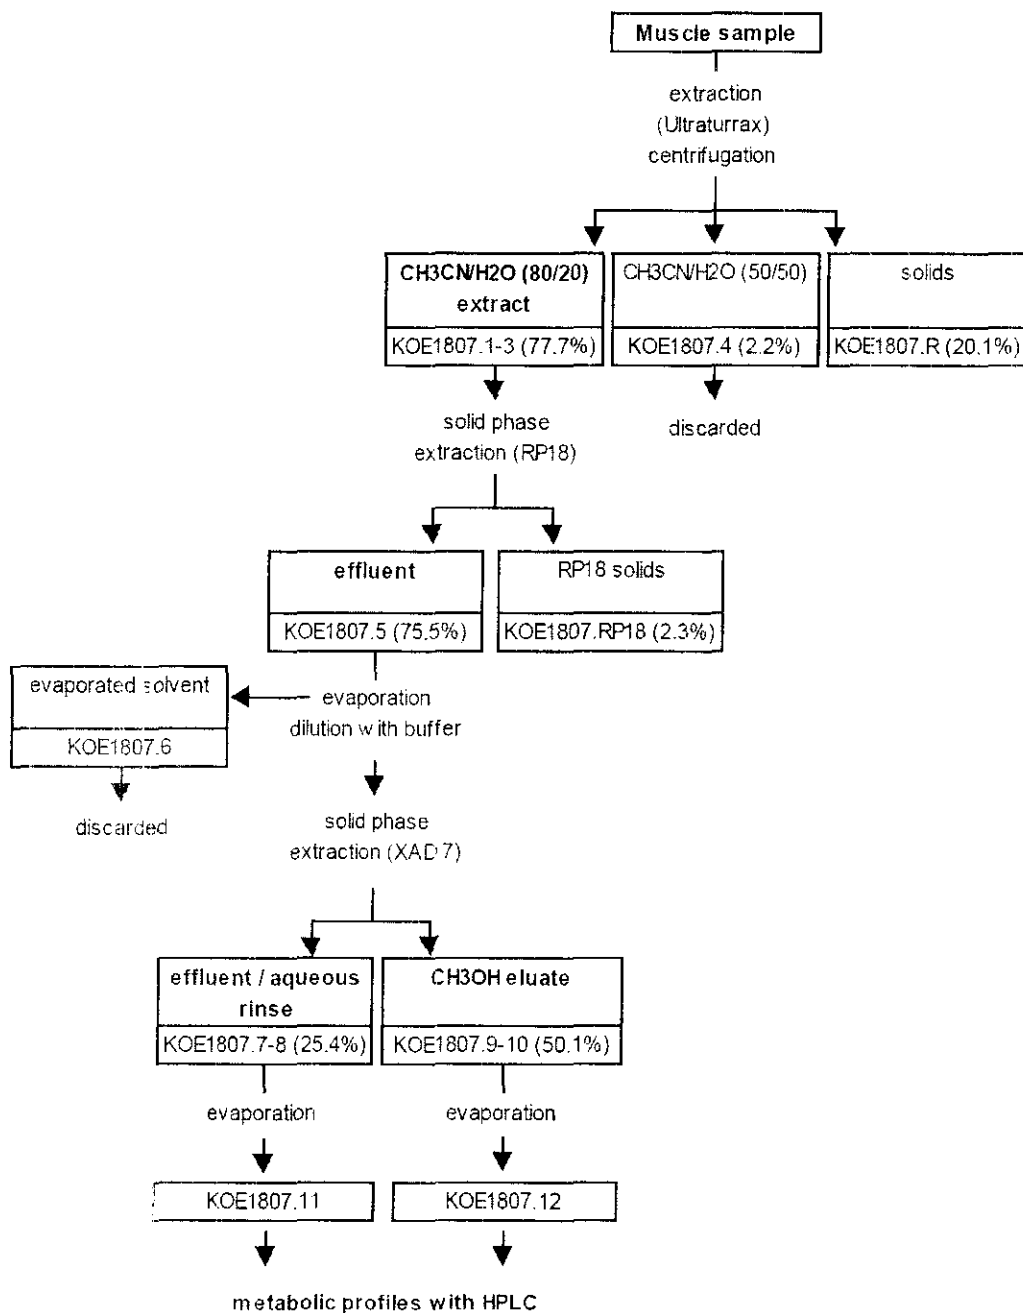 Muscle sample
extraction
(Ultraturrax)
centrifugation
CH3CN/H2O (80/20)
extract
KOE1807.1-3 (77.7%)
CH3CN/H2O (50/50)
KOE1807.4 (2.2%)
solids
KOE1807.R (20.1%)
solid phase
extraction (RP18)
discarded
effluent
KOE1807.5 (75.5%)
RP18 solids
KOE1807.RP18 (2.3%)
evaporated solvent
KOE1807.6
evaporation
dilution with buffer
discarded
solid phase
extraction (XAD 7)
effluent / aqueous
rinse
KOE1807.7-8 (25.4%)
CH3OH eluate
KOE1807.9-10 (50.1%)
evaporation
evaporation
KOE1807.11
KOE1807.12
metabolic profiles with HPLC